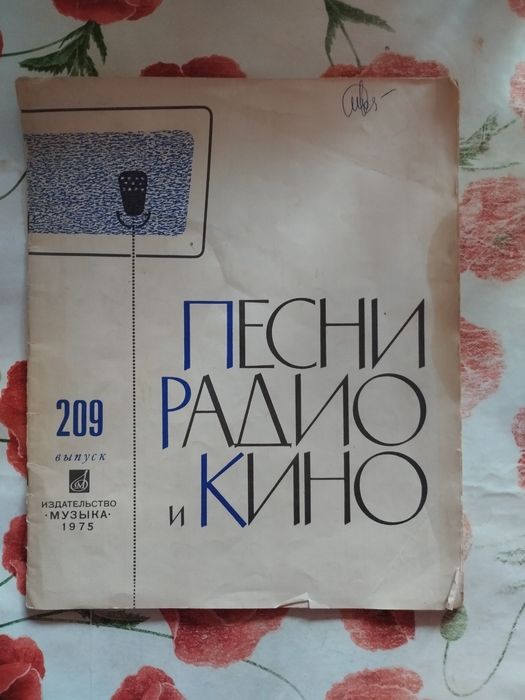 ПЕСНИ
РАДИО
и КИНО
209
выпуск
ИЗДАТЕЛЬСТВО
·МУЗЫКА·
1975